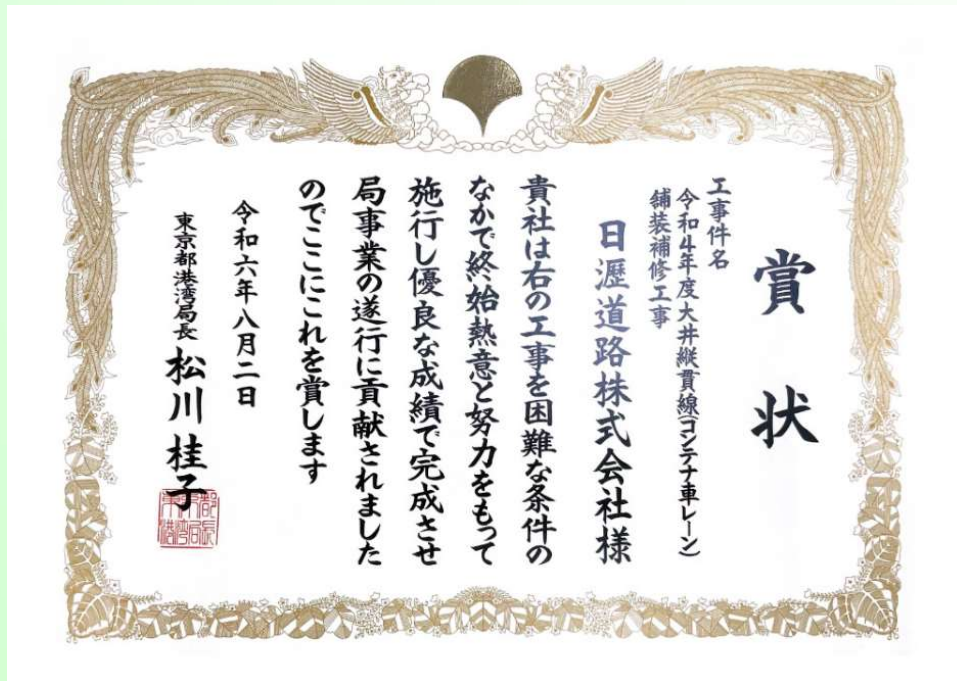 賞状
工事件名
令和4年度大井縦貫線(コンテナ車レーン)
舗装補修工事
日瀝道路株式会社様
貴社は右の工事を困難な条件の
なかで終始熱意と努力をもって
施行し優良な成績で完成させ
局事業の遂行に貢献されました
のでここにこれを賞します
令和六年八月二日
東京都港湾局長 松川桂子